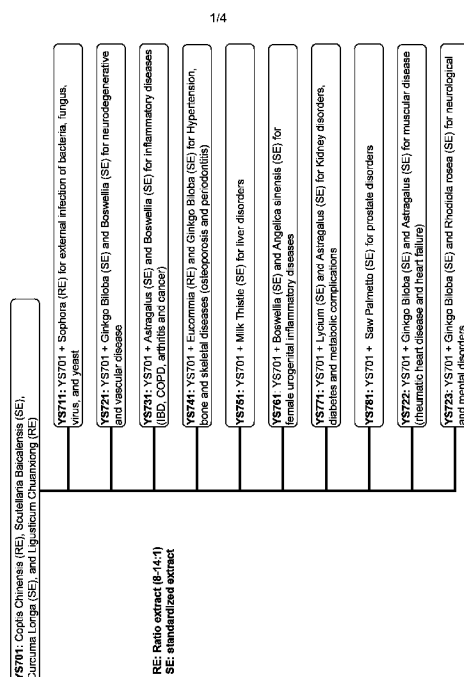 1/4
YS701: Coptis Chinensis (RE), Scutellaria Baicalensis (SE),
Curcuma Longa (SE), and Ligusticum Chuanxiong (RE)
YS711: YS701 + Sophora (RE) for external infection of bacteria, fungus,
virus, and yeast
YS721: YS701 + Ginkgo Biloba (SE) and Boswellia (SE) for neurodegenerative
and vascular disease
YS731: YS701 + Astragalus (SE) and Boswellia (SE) for inflammatory diseases
(IBD, COPD, arthritis and cancer)
YS741: YS701 + Eucommia (RE) and Ginkgo Biloba (SE) for Hypertension,
bone and skeletal diseases (osteoporosis and periodontitis)
YS751: YS701 + Milk Thistle (SE) for liver disorders
YS761: YS701 + Boswellia (SE) and Angelica sinensis (SE) for
female urogenital inflammatory diseases
YS771: YS701 + Lycium (SE) and Astragalus (SE) for Kidney disorders,
diabetes and metabolic complications
YS781: YS701 + Saw Palmetto (SE) for prostate disorders
YS722: YS701 + Ginkgo Biloba (SE) and Astragalus (SE) for muscular disease
(rheumatic heart disease and heart failure)
YS723: YS701 + Ginkgo Biloba (SE) and Rhodiola rosea (SE) for neurological
and mental disorders
RE: Ratio extract (8-14:1)
SE: standardized extract